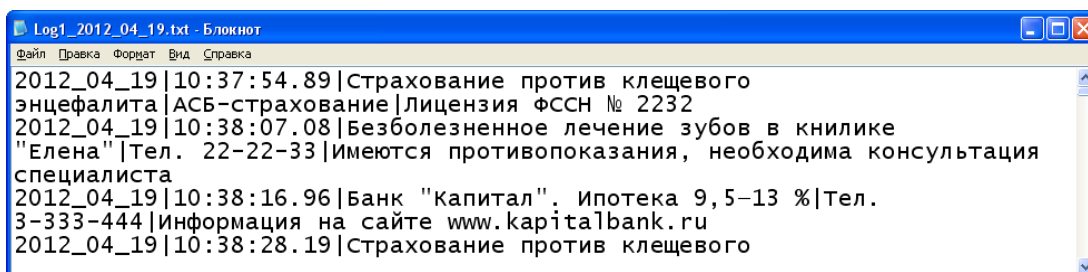 Log1_2012_04_19.txt - Блокнот
Файл Правка Формат Вид Справка
2012_04_19|10:37:54.89|Страхование против клещевого
энцефалита|АСБ-страхование|Лицензия ФССН № 2232
2012_04_19|10:38:07.08|Безболезненное лечение зубов в книлике
"Елена"|Тел. 22-22-33|Имеются противопоказания, необходима консультация
специалиста
2012_04_19|10:38:16.96|Банк "Капитал". Ипотека 9,5–13 %|Тел.
3-333-444|Информация на сайте www.kapitalbank.ru
2012_04_19|10:38:28.19|Страхование против клещевого